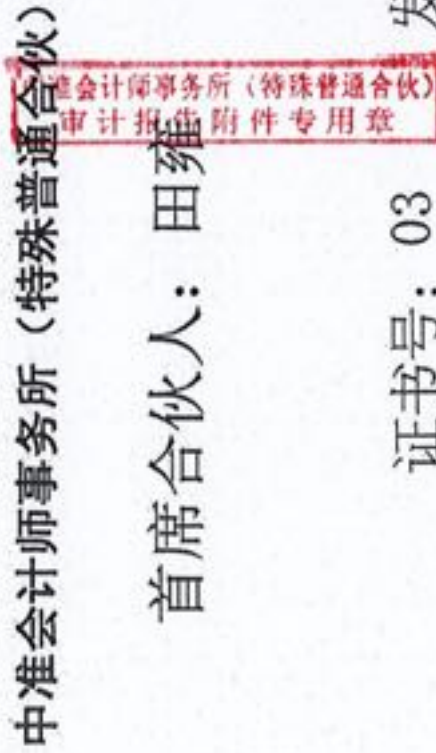 中准会计师事务所（特殊普通合伙）
首席合伙人：田雍
证书号：03 发
准会计师事务所（特殊普通合伙）
审计报告附件专用章